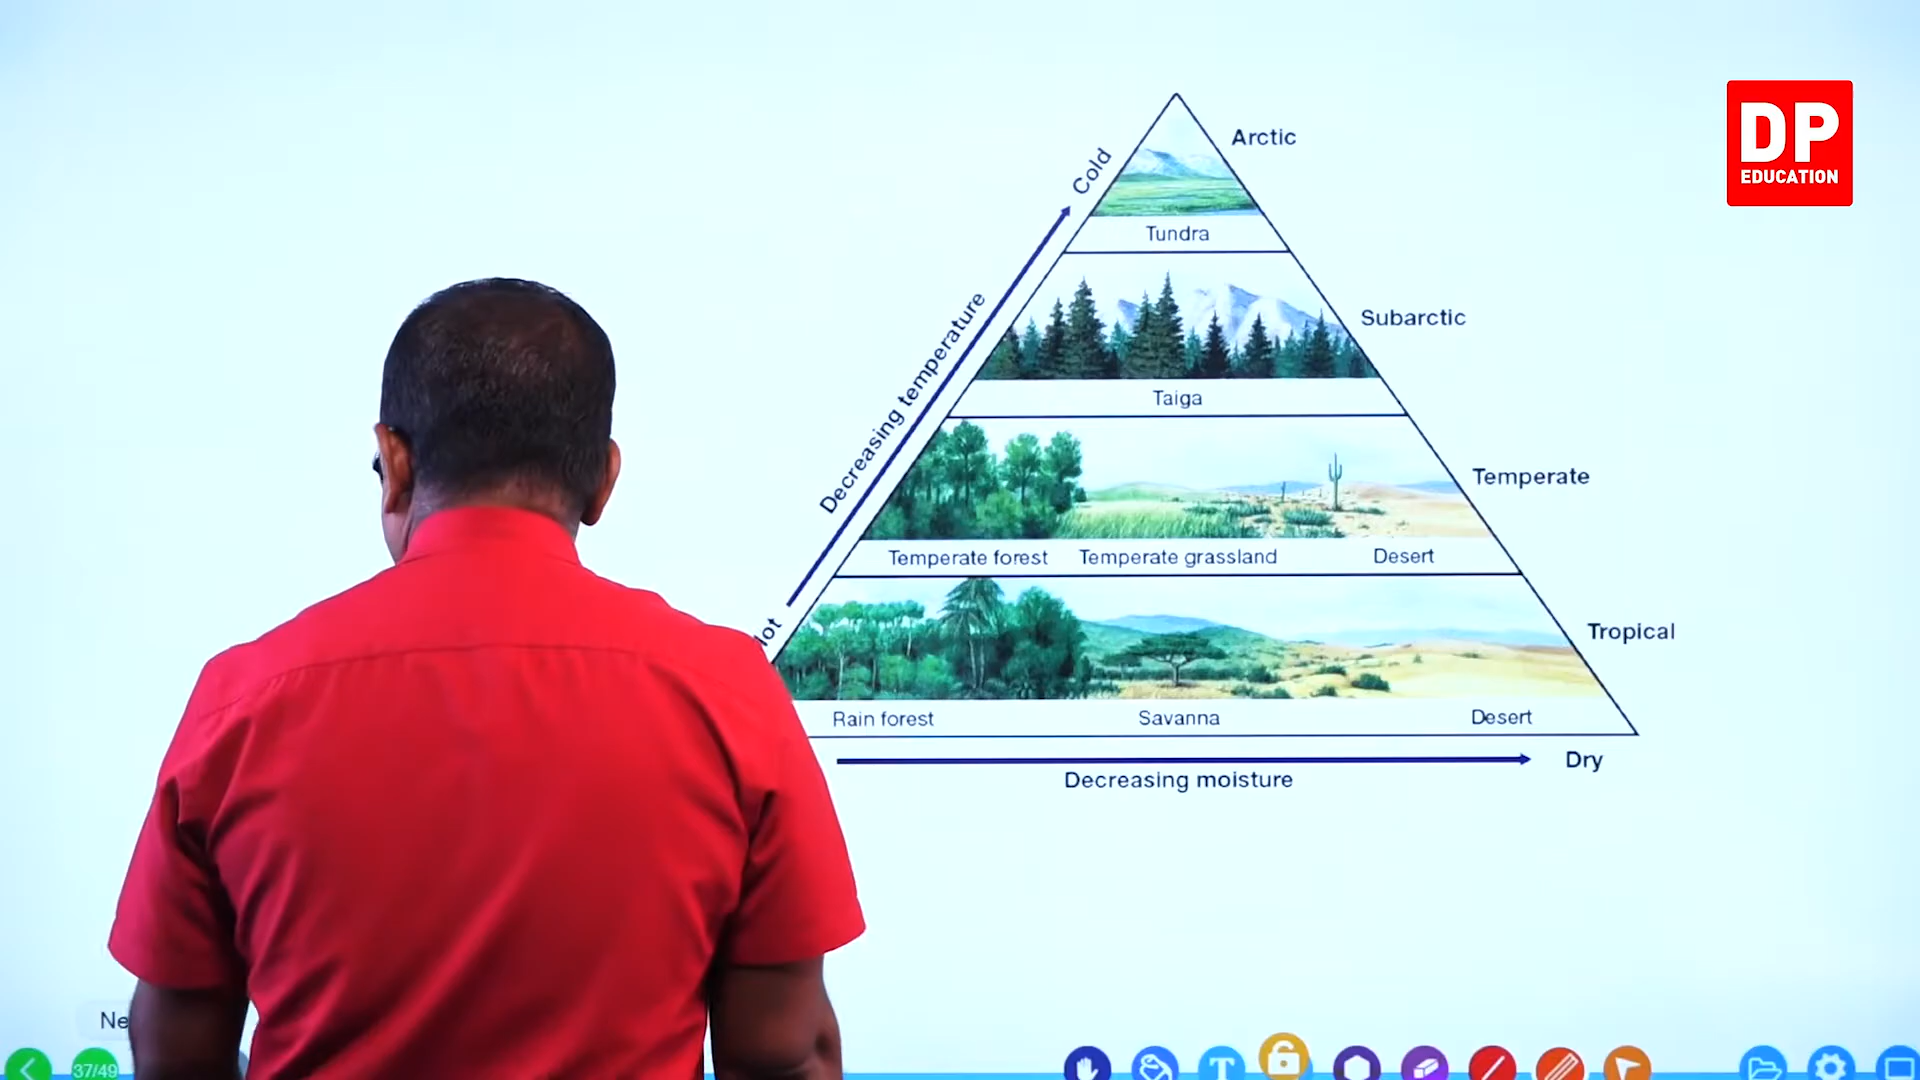 DP
EDUCATION
Arctic
Cold
Tundra
Subarctic
Decreasing temperature
Taiga
Temperate
Temperate forest Temperate grassland Desert
Tropical
Rain forest Savanna Desert
Dry
Decreasing moisture
37/49
T